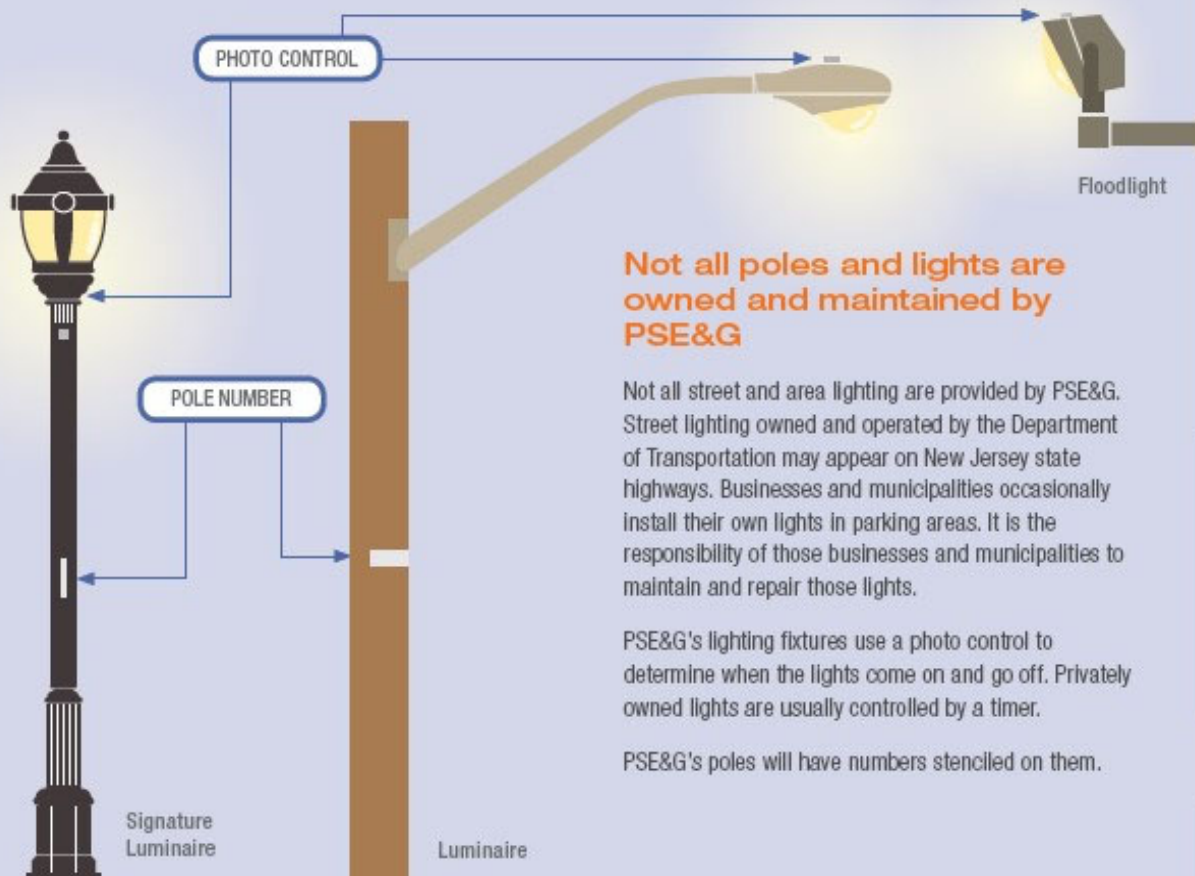 PHOTO CONTROL
Floodlight
Not all poles and lights are
owned and maintained by
PSE&G
POLE NUMBER
Not all street and area lighting are provided by PSE&G.
Street lighting owned and operated by the Department
of Transportation may appear on New Jersey state
highways. Businesses and municipalities occasionally
install their own lights in parking areas. It is the
responsibility of those businesses and municipalities to
maintain and repair those lights.
PSE&G's lighting fixtures use a photo control to
determine when the lights come on and go off. Privately
owned lights are usually controlled by a timer.
PSE&G's poles will have numbers stenciled on them.
Signature
Luminaire
Luminaire